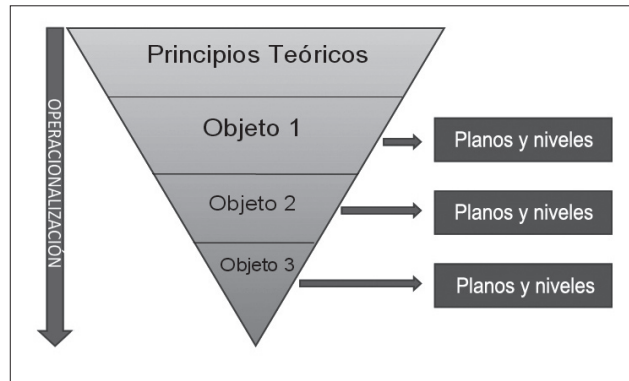 OPERACIONALIZACIÓN
Principios Teóricos
Objeto 1
Planos y niveles
Objeto 2
Planos y niveles
Objeto 3
Planos y niveles